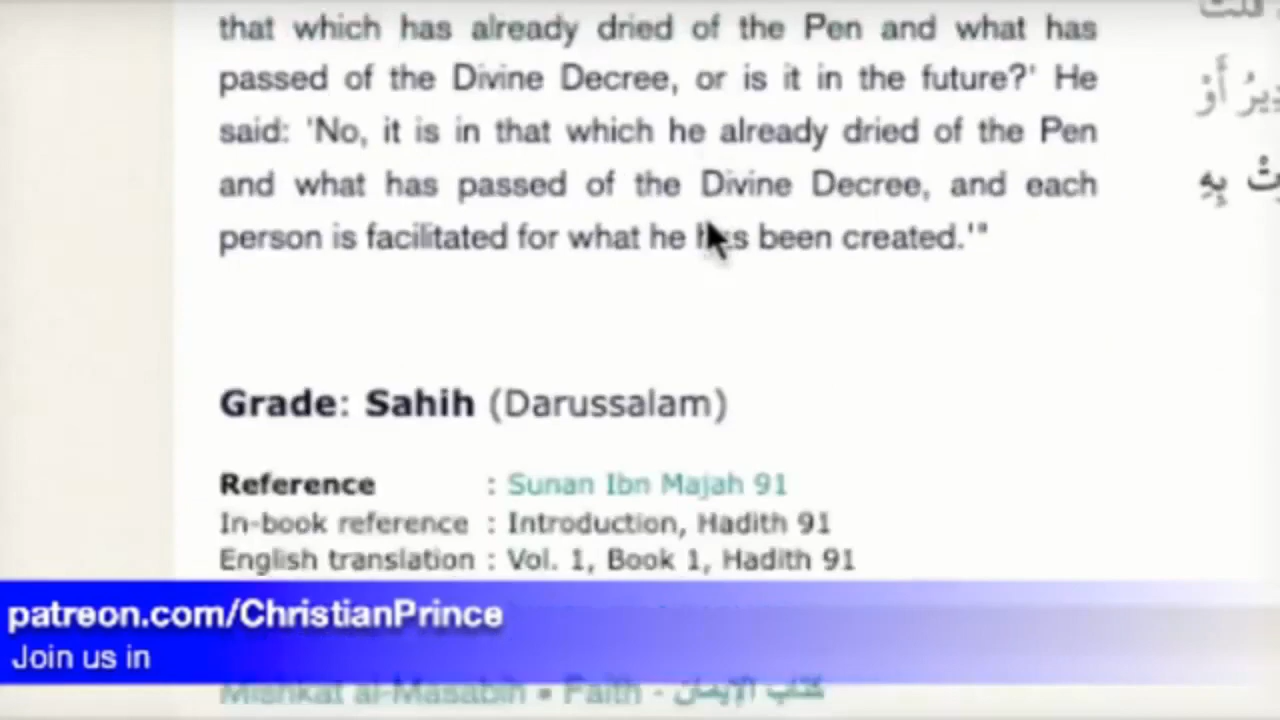 that which has already dried of the Pen and what has
passed of the Divine Decree, or is it in the future?' He
said: 'No, it is in that which he already dried of the Pen
and what has passed of the Divine Decree, and each
person is facilitated for what he has been created.'"
أَوْ
بِهِ
Grade: Sahih (Darussalam)
Reference : Sunan Ibn Majah 91
In-book reference : Introduction, Hadith 91
English translation : Vol. 1, Book 1, Hadith 91
patreon.com/ChristianPrince
Join us in
Mishkat al-Masabih • Faith - كتاب الإيمان